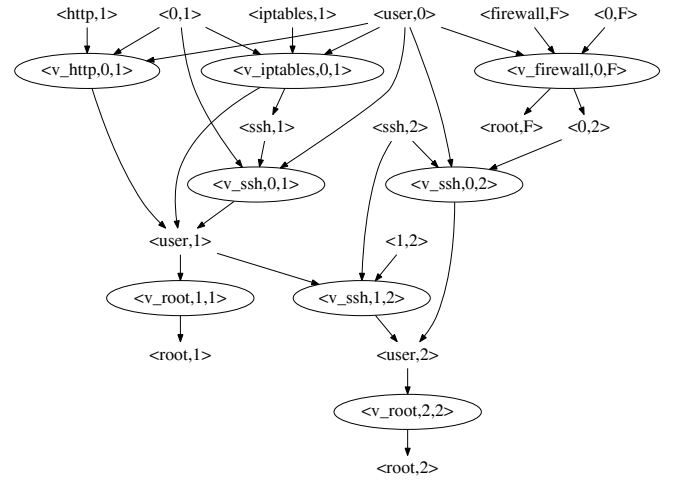 <http,1> <0,1> <iptables,1> <user,0> <firewall,F> <0,F>
<v_http,0,1> <v_iptables,0,1> <v_firewall,0,F>
<ssh,1> <ssh,2> <root,F> <0,2>
<v_ssh,0,1> <v_ssh,0,2>
<user,1> <1,2>
<v_root,1,1> <v_ssh,1,2>
<root,1> <user,2>
<v_root,2,2>
<root,2>